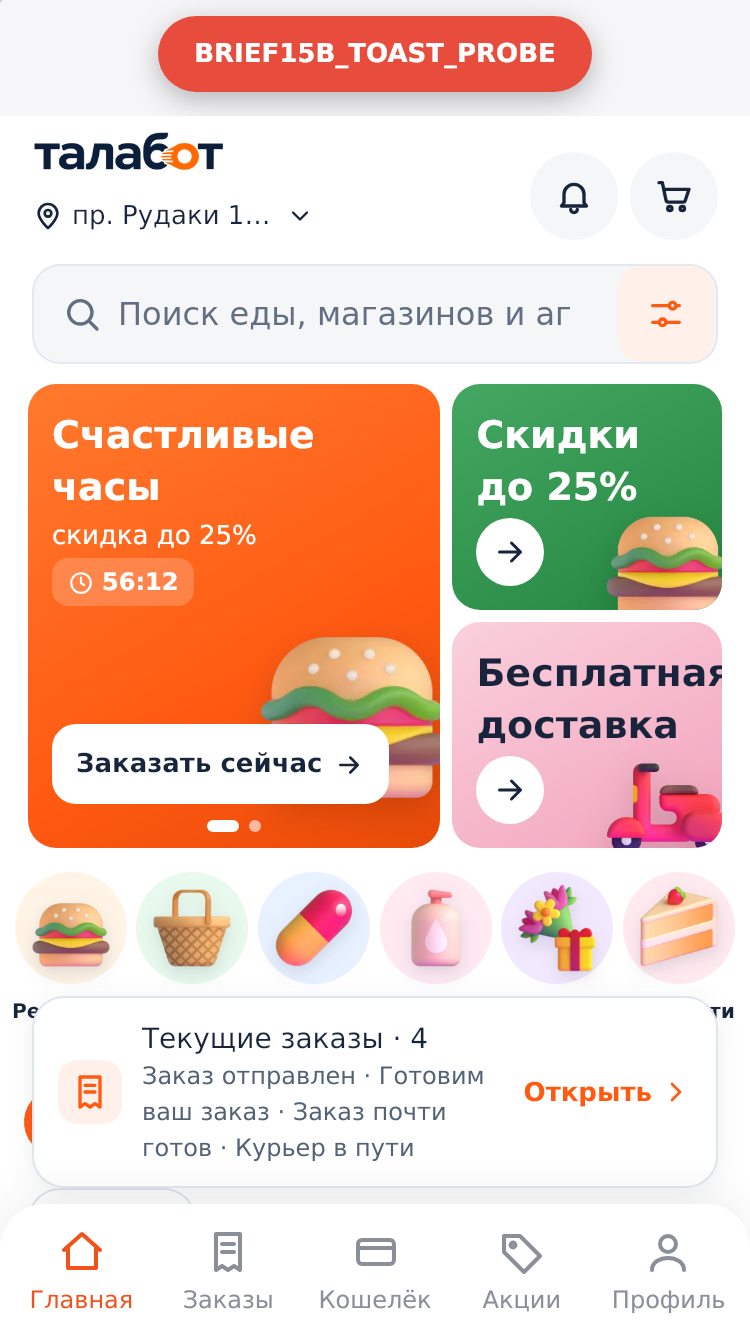 BRIEF15B_TOAST_PROBE
талабот
пр. Рудаки 1...
Поиск еды, магазинов и аг
Счастливые
часы
скидка до 25%
56:12
Заказать сейчас
Скидки
до 25%
Бесплатная
доставка
Ре
ти
Текущие заказы · 4
Заказ отправлен · Готовим
ваш заказ · Заказ почти
готов · Курьер в пути
Открыть
Главная
Заказы
Кошелёк
Акции
Профиль